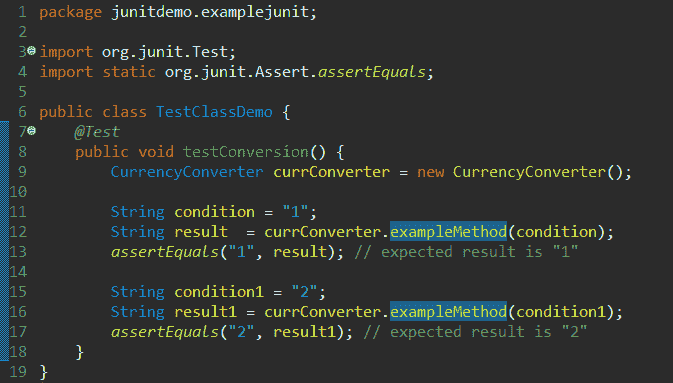 1 package junitdemo.examplejunit;
2
3 import org.junit.Test;
4 import static org.junit.Assert.assertEquals;
5
6 public class TestClassDemo {
7     @Test
8     public void testConversion() {
9         CurrencyConverter currConverter = new CurrencyConverter();
10
11         String condition = "1";
12         String result  = currConverter.exampleMethod(condition);
13         assertEquals("1", result); // expected result is "1"
14
15         String condition1 = "2";
16         String result1 = currConverter.exampleMethod(condition1);
17         assertEquals("2", result1); // expected result is "2"
18     }
19 }